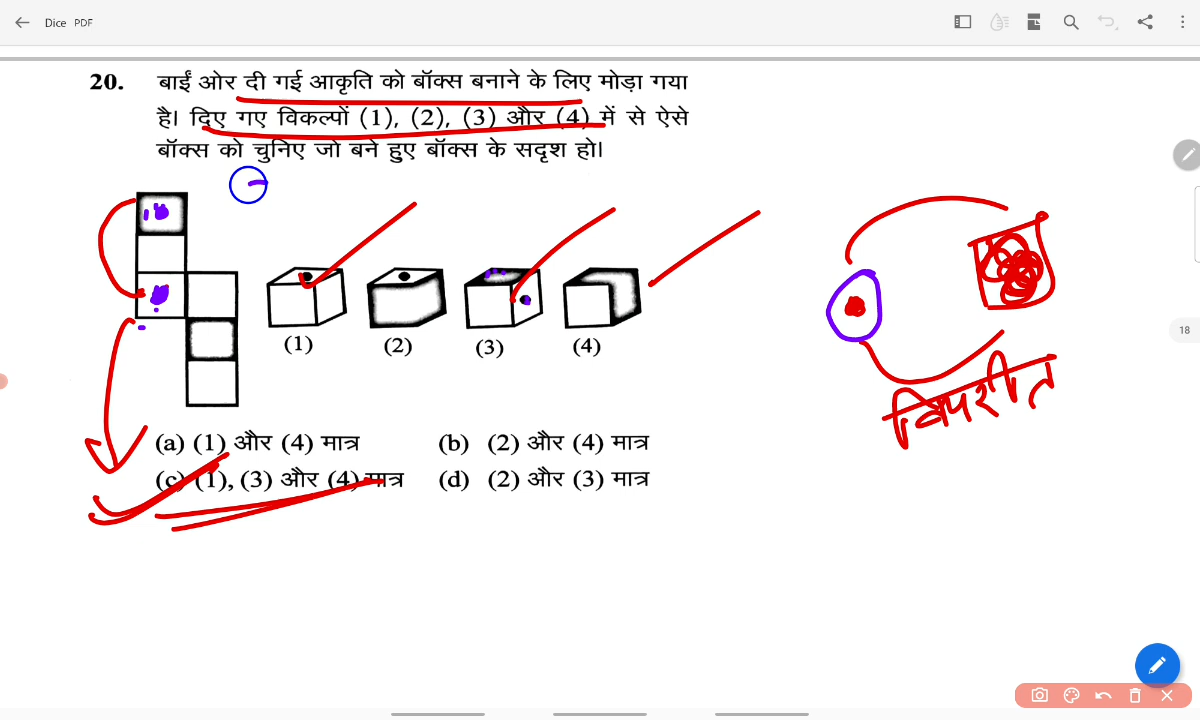 Dice PDF
20. बाईं ओर दी गई आकृति को बॉक्स बनाने के लिए मोड़ा गया
है। दिए गए विकल्पों (1), (2), (3) और (4) में से ऐसे
बॉक्स को चुनिए जो बने हुए बॉक्स के सदृश हो।
(1) (2) (3) (4)
18
विपरीत
(a) (1) और (4) मात्र (b) (2) और (4) मात्र
(c) (1), (3) और (4) मात्र (d) (2) और (3) मात्र